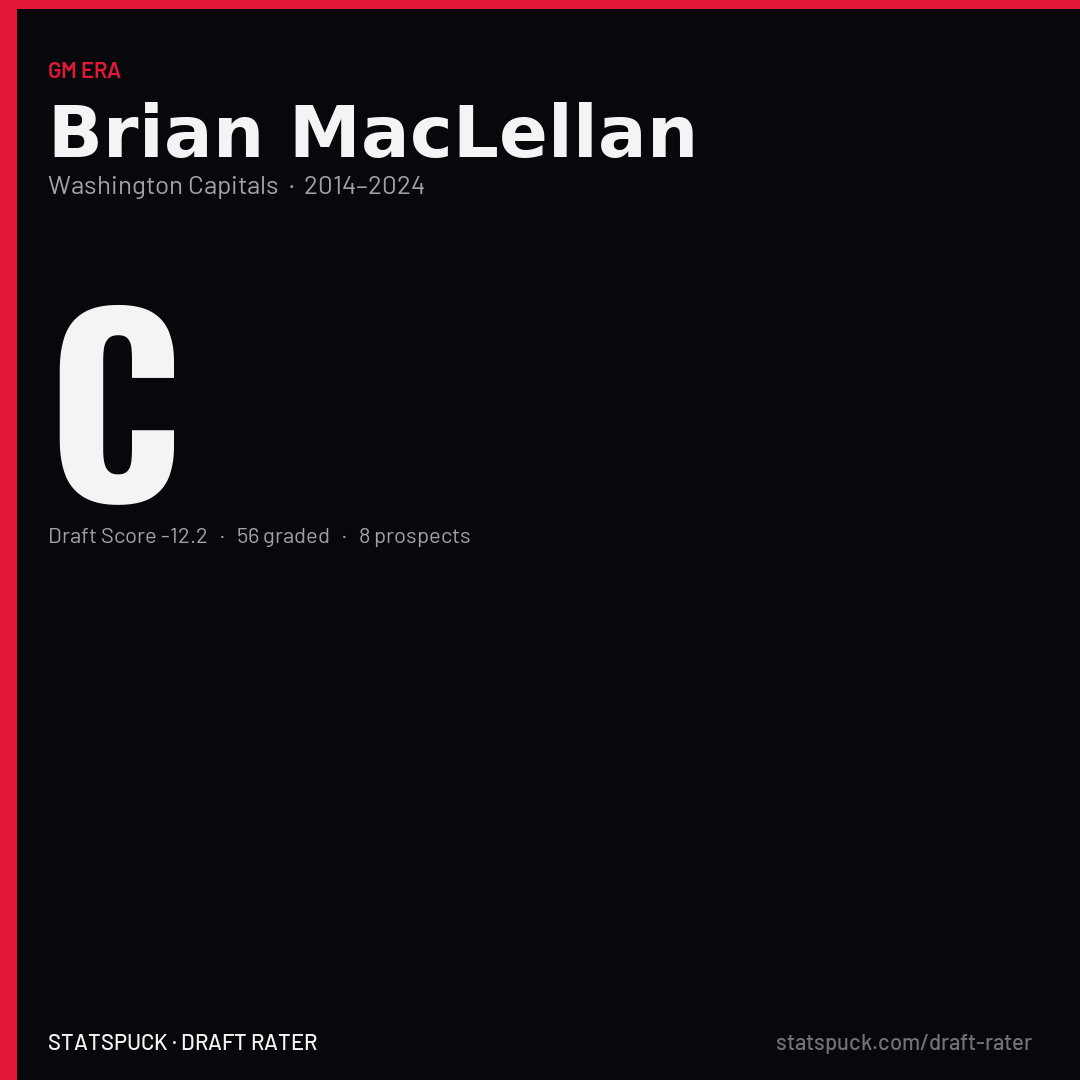 GM ERA
Brian MacLellan
Washington Capitals · 2014–2024
C
Draft Score -12.2 · 56 graded · 8 prospects
STATSPUCK · DRAFT RATER
statspuck.com/draft-rater